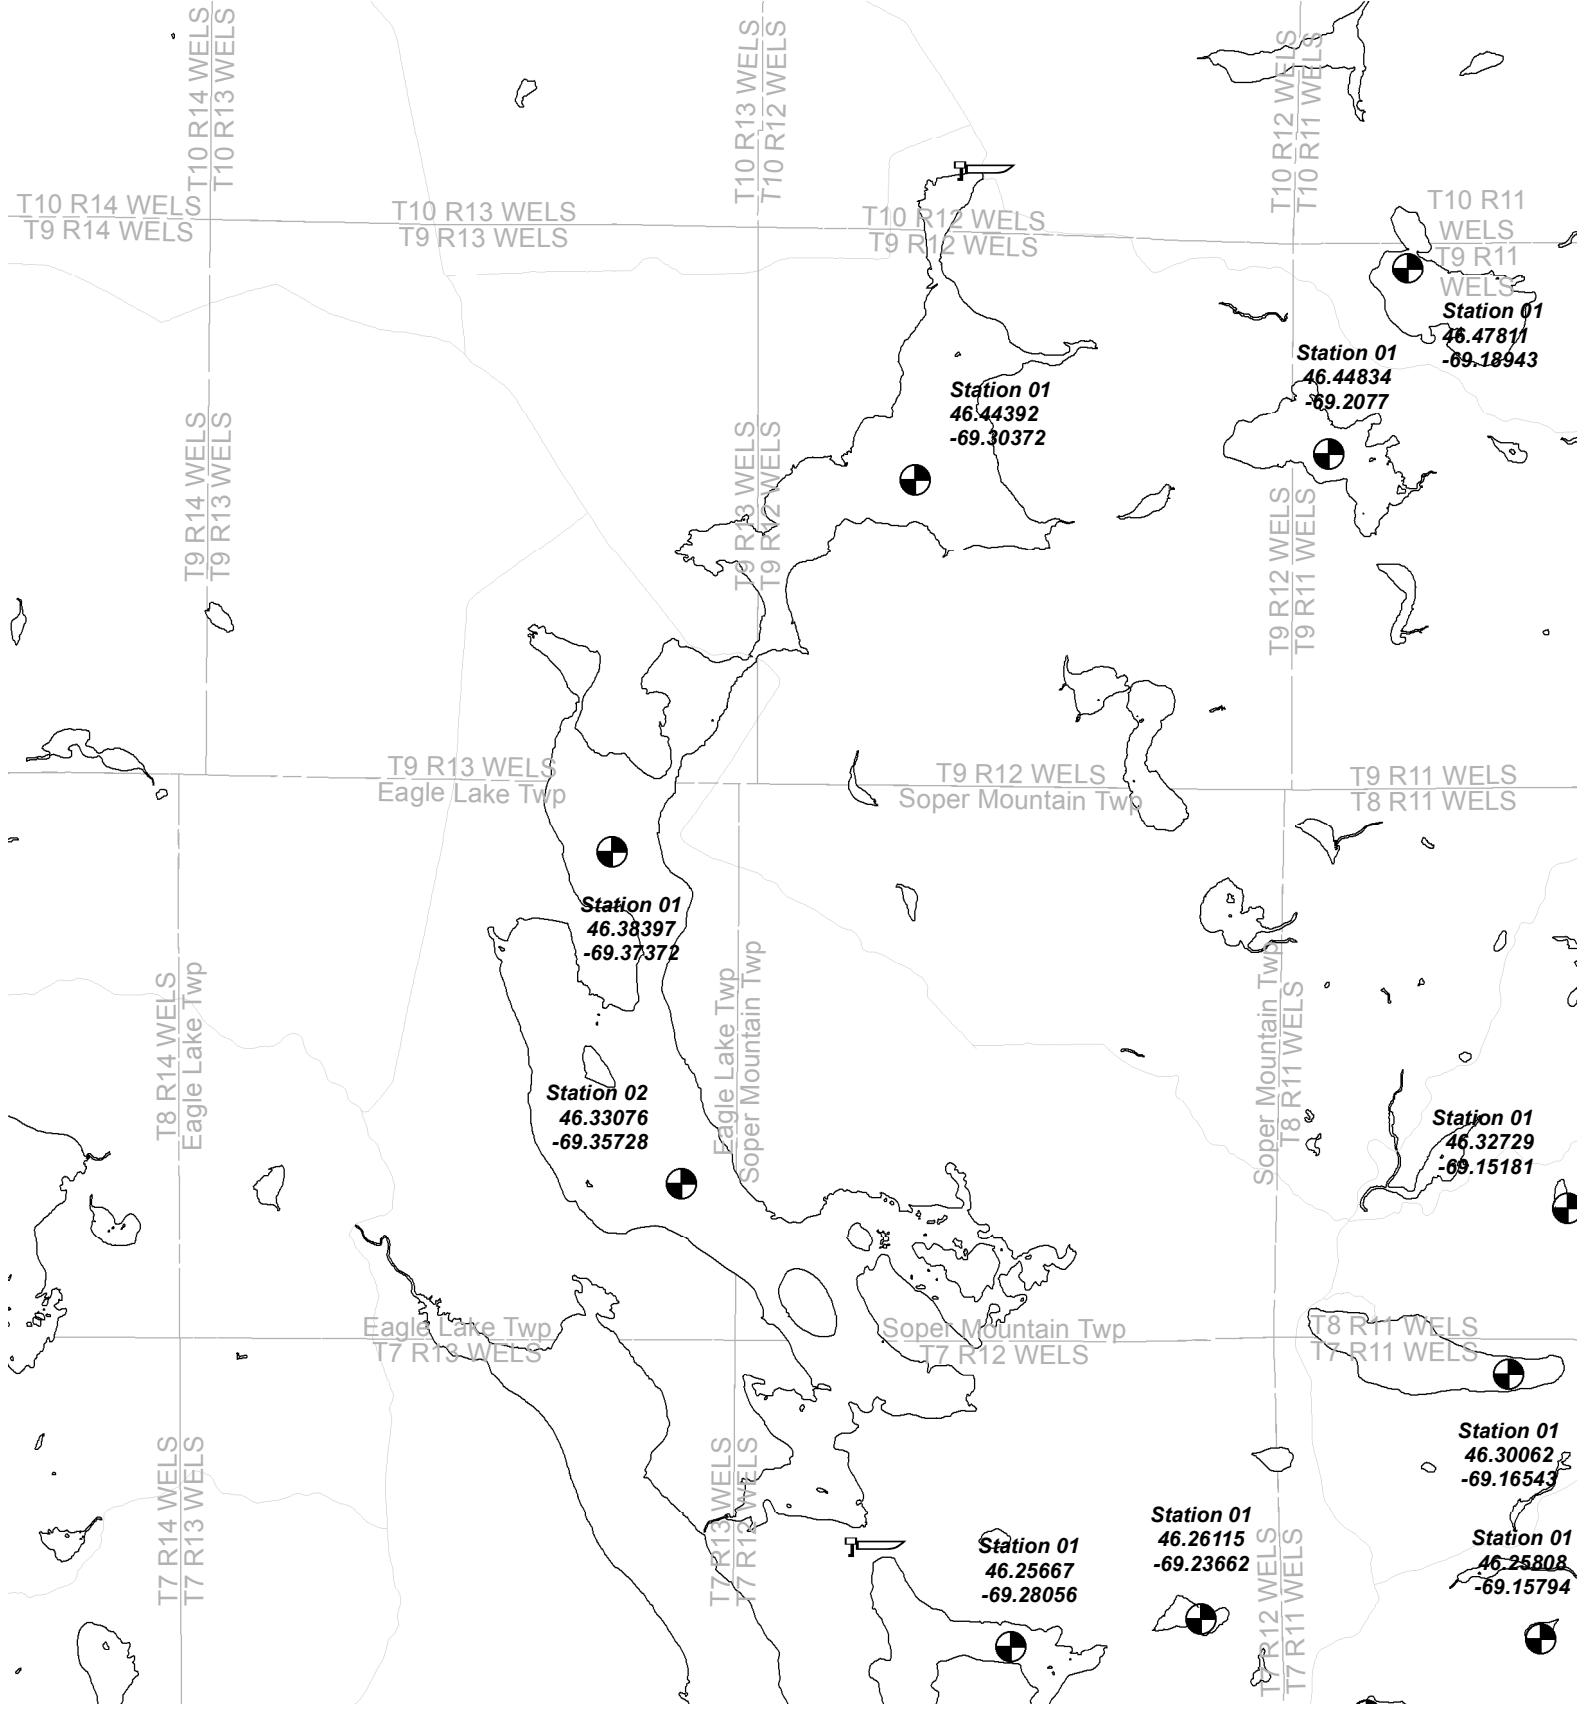 T10 R14 WELS
T10 R13 WELS
T10 R13 WELS
T10 R12 WELS
T10 R12 WELS
T10 R11 WELS
T10 R14 WELS
T9 R14 WELS
T10 R13 WELS
T9 R13 WELS
T10 R12 WELS
T9 R12 WELS
T10 R11
WELS
T9 R11
WELS
Station 01
46.47811
-69.18943
Station 01
46.44834
-69.2077
Station 01
46.44392
-69.30372
T9 R14 WELS
T9 R13 WELS
T9 R13 WELS
T9 R12 WELS
T9 R12 WELS
T9 R11 WELS
T9 R13 WELS
Eagle Lake Twp
T9 R12 WELS
Soper Mountain Twp
T9 R11 WELS
T8 R11 WELS
Station 01
46.38397
-69.37372
T8 R14 WELS
Eagle Lake Twp
Eagle Lake Twp
Soper Mountain Twp
Soper Mountain Twp
T8 R11 WELS
Station 02
46.33076
-69.35728
Station 01
46.32729
-69.15181
Eagle Lake Twp
T7 R13 WELS
Soper Mountain Twp
T7 R12 WELS
T8 R11 WELS
T7 R11 WELS
Station 01
46.30062
-69.16543
T7 R14 WELS
T7 R13 WELS
T7 R13 WELS
T7 R12 WELS
T7 R12 WELS
T7 R11 WELS
Station 01
46.25667
-69.28056
Station 01
46.26115
-69.23662
Station 01
46.25808
-69.15794